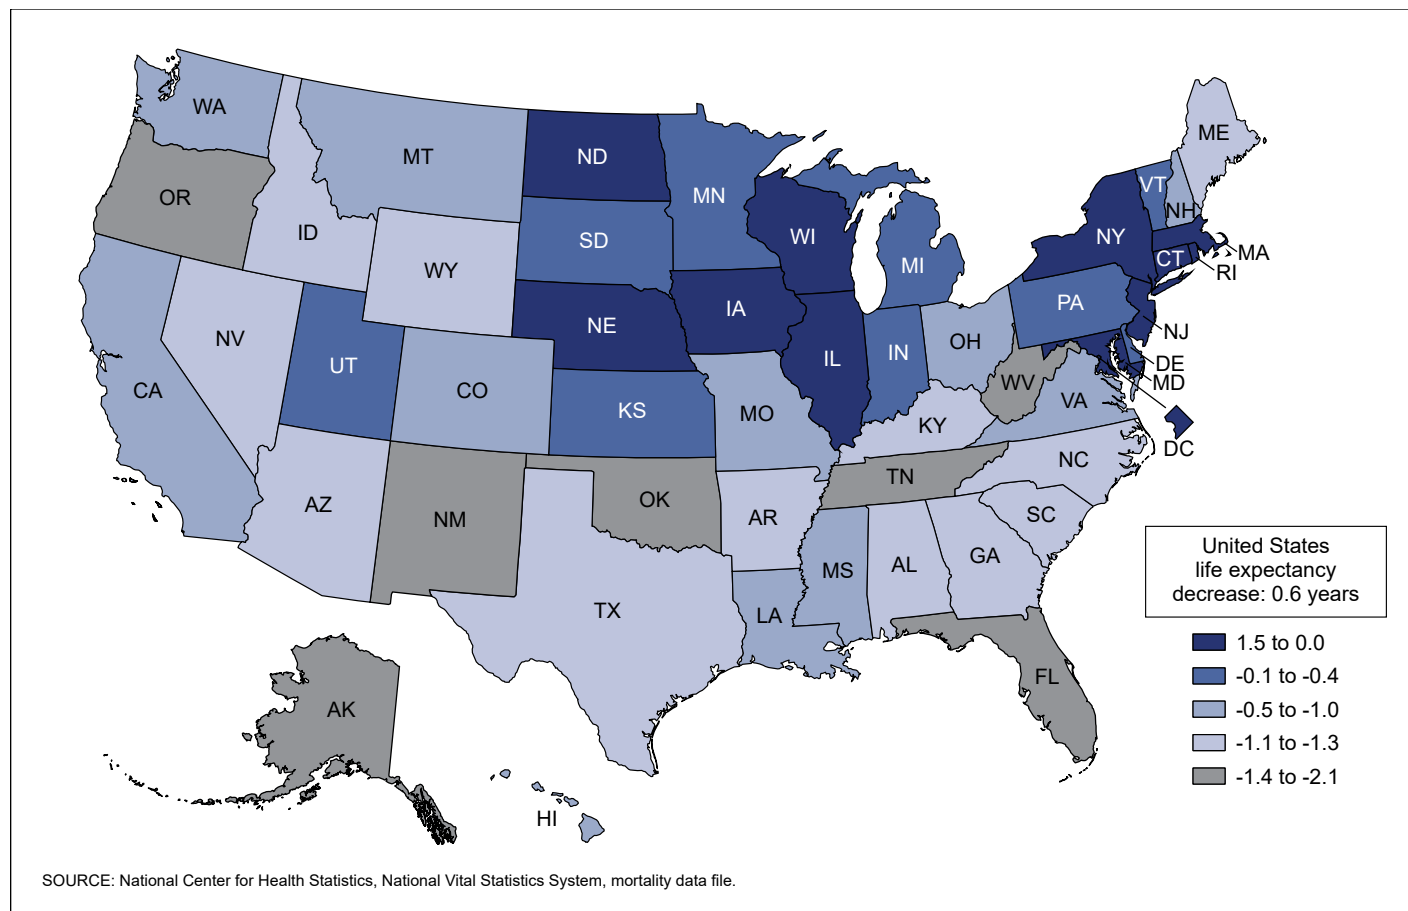 WA
MT
ND
MN
ME
VT
NH
OR
ID
WY
SD
WI
MI
NY
MA
CT
RI
NV
UT
NE
IA
PA
NJ
CA
CO
KS
MO
IL
IN
OH
WV
VA
DE
MD
DC
KY
AZ
NM
OK
AR
TN
NC
SC
TX
LA
MS
AL
GA
FL
AK
HI
United States
life expectancy
decrease: 0.6 years
1.5 to 0.0
-0.1 to -0.4
-0.5 to -1.0
-1.1 to -1.3
-1.4 to -2.1
SOURCE: National Center for Health Statistics, National Vital Statistics System, mortality data file.